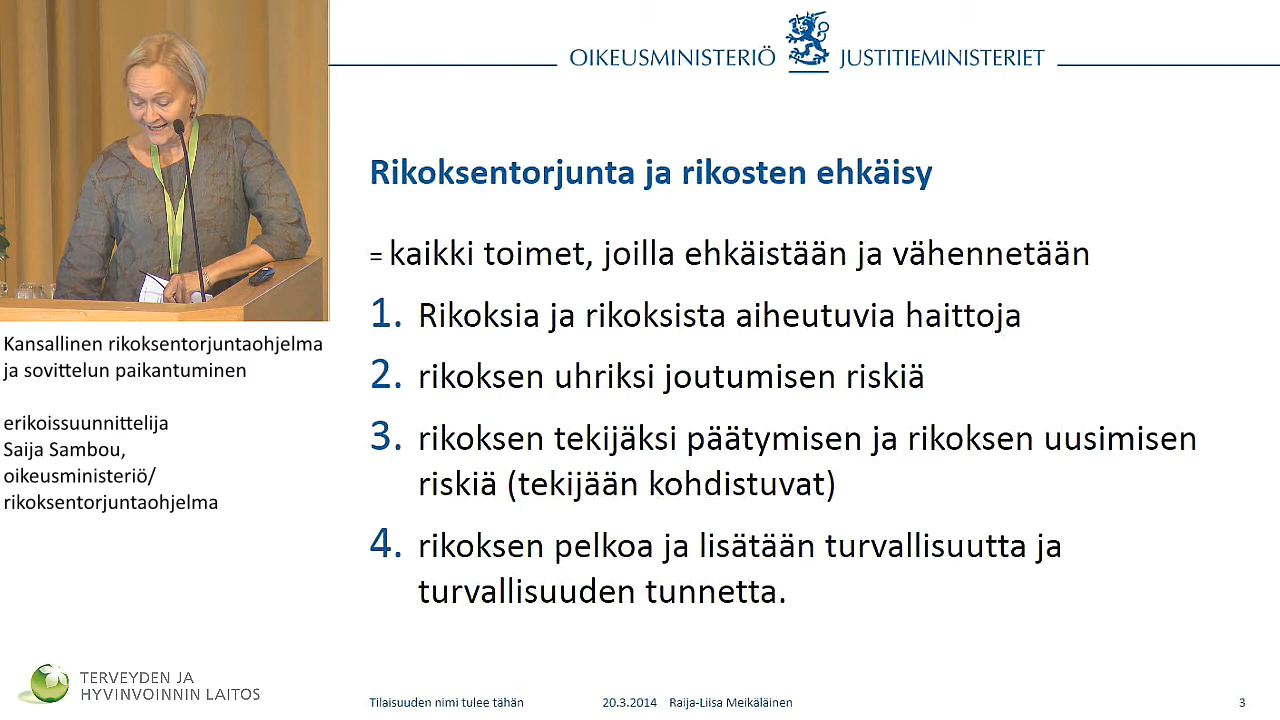 OIKEUSMINISTERIÖ JUSTITIEMINISTERIET
Rikoksentorjunta ja rikosten ehkäisy
= kaikki toimet, joilla ehkäistään ja vähennetään
1. Rikoksia ja rikoksista aiheutuvia haittoja
2. rikoksen uhriksi joutumisen riskiä
3. rikoksen tekijäksi päätymisen ja rikoksen uusimisen
riskiä (tekijään kohdistuvat)
4. rikoksen pelkoa ja lisätään turvallisuutta ja
turvallisuuden tunnetta.
Kansallinen rikoksentorjuntaohjelma
ja sovittelun paikantuminen
erikoissuunnittelija
Saija Sambou,
oikeusministeriö/
rikoksentorjuntaohjelma
TERVEYDEN JA
HYVINVOINNIN LAITOS
Tilaisuuden nimi tulee tähän 20.3.2014 Raija-Liisa Meikäläinen 3